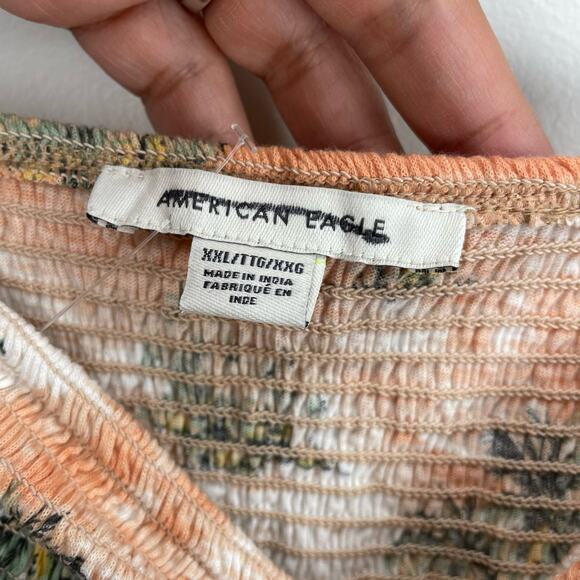 AMERICAN EAGLE
XXL/TTG/XXG
MADE IN INDIA
FABRIQUÉ EN
INDE